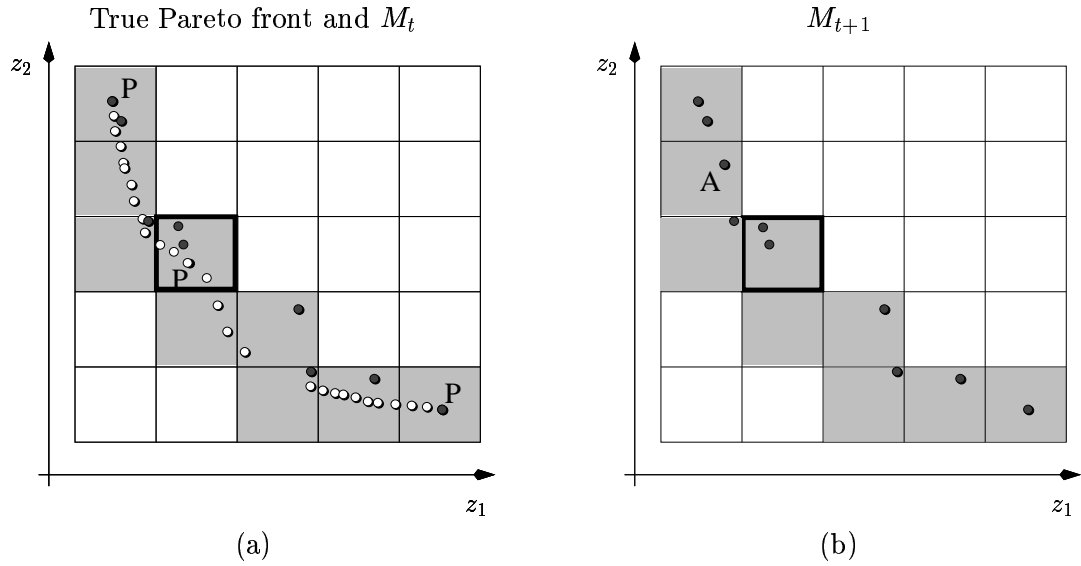 True Pareto front and M_t
z_2
P
P
P
z_1
(a)
M_{t+1}
z_2
A
z_1
(b)